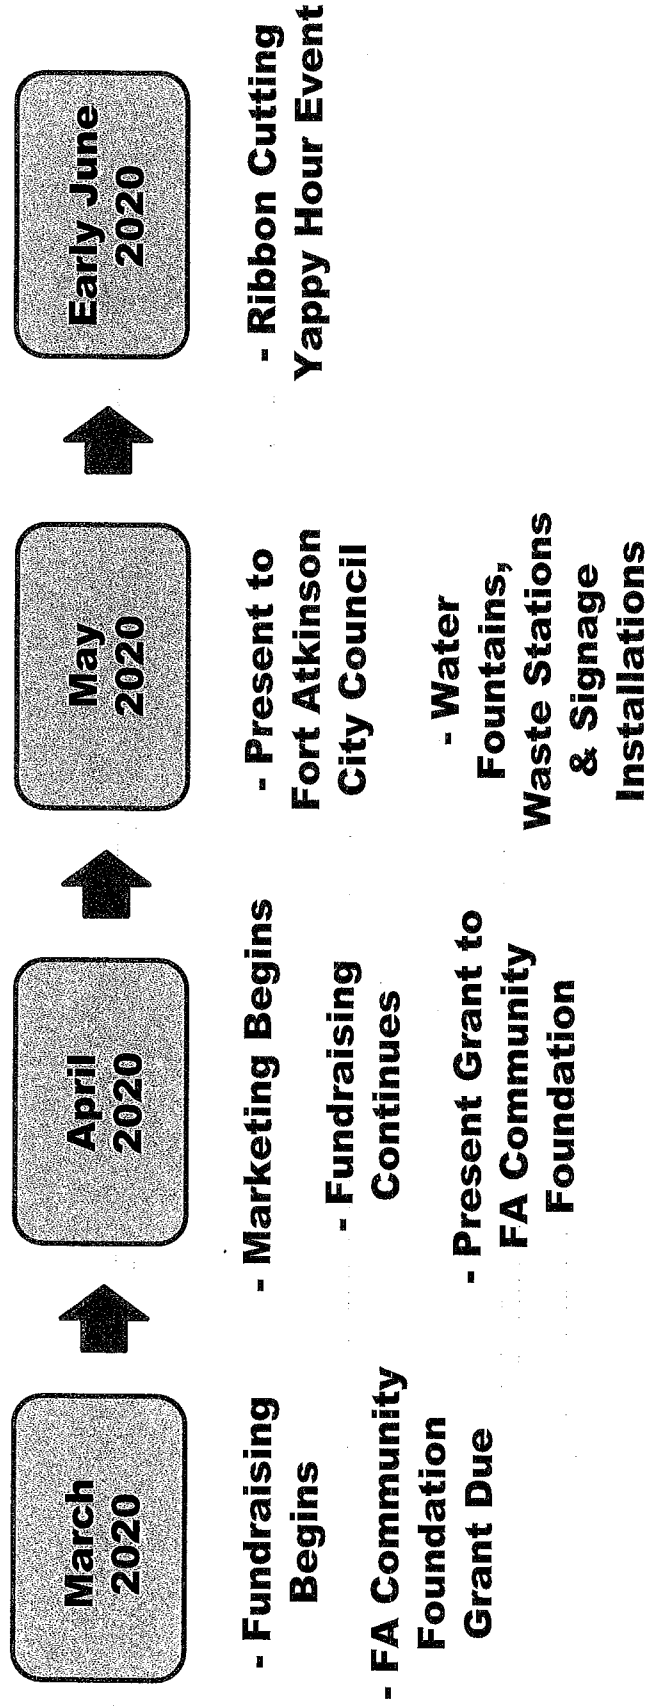 March
2020
- Fundraising
Begins
- FA Community
Foundation
Grant Due
April
2020
- Marketing Begins
- Fundraising
Continues
- Present Grant to
FA Community
Foundation
May
2020
- Present to
Fort Atkinson
City Council
- Water
Fountains,
Waste Stations
& Signage
Installations
Early June
2020
- Ribbon Cutting
Yappy Hour Event